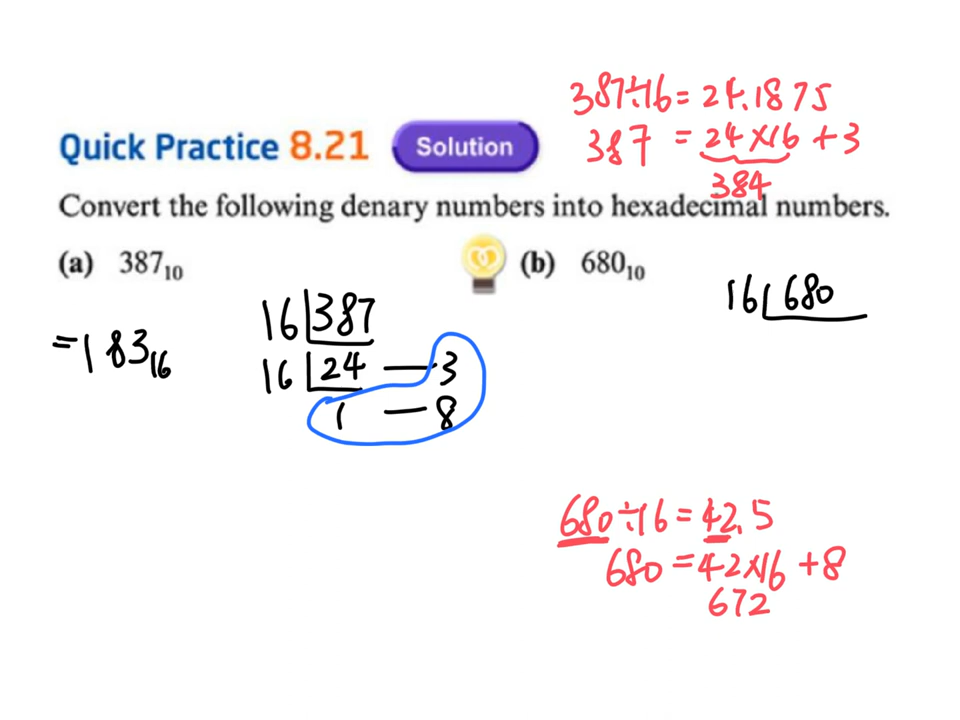 387÷16=24.1875
387 = 24×16+3
384
Quick Practice 8.21 Solution
Convert the following denary numbers into hexadecimal numbers.
(a) 387₁₀ (b) 680₁₀
=183₁₆
16 387
16 24 — 3
1 — 8
16 680
680÷16=42.5
680=42×16+8
672